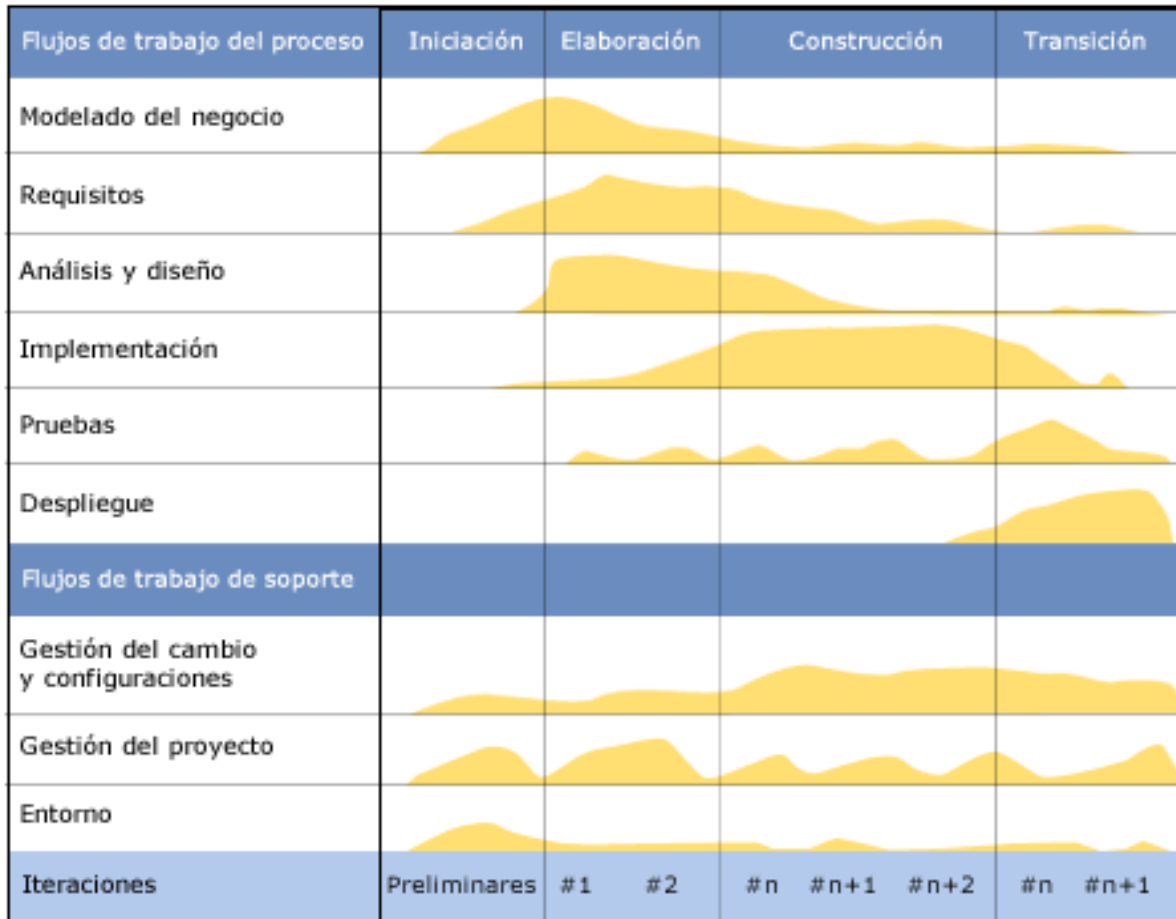 Flujos de trabajo del proceso Iniciación Elaboración Construcción Transición
Modelado del negocio
Requisitos
Análisis y diseño
Implementación
Pruebas
Despliegue
Flujos de trabajo de soporte
Gestión del cambio
y configuraciones
Gestión del proyecto
Entorno
Iteraciones Preliminares #1 #2 #n #n+1 #n+2 #n #n+1